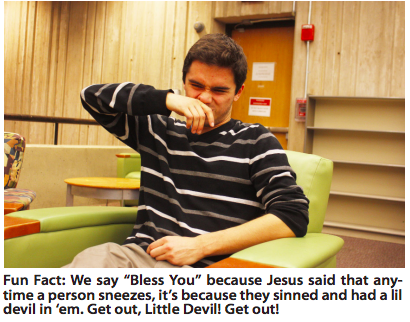 Fun Fact: We say “Bless You” because Jesus said that any-
time a person sneezes, it’s because they sinned and had a lil
devil in ‘em. Get out, Little Devil! Get out!